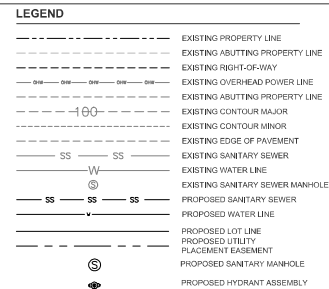 LEGEND
EXISTING PROPERTY LINE
EXISTING ABUTTING PROPERTY LINE
EXISTING RIGHT-OF-WAY
OHW OHW OHW OHW EXISTING OVERHEAD POWER LINE
EXISTING ABUTTING PROPERTY LINE
100 EXISTING CONTOUR MAJOR
EXISTING CONTOUR MINOR
EXISTING EDGE OF PAVEMENT
SS SS EXISTING SANITARY SEWER
W EXISTING WATER LINE
S EXISTING SANITARY SEWER MANHOLE
SS SS SS PROPOSED SANITARY SEWER
W PROPOSED WATER LINE
PROPOSED LOT LINE
PROPOSED UTILITY
PLACEMENT EASEMENT
S PROPOSED SANITARY MANHOLE
PROPOSED HYDRANT ASSEMBLY